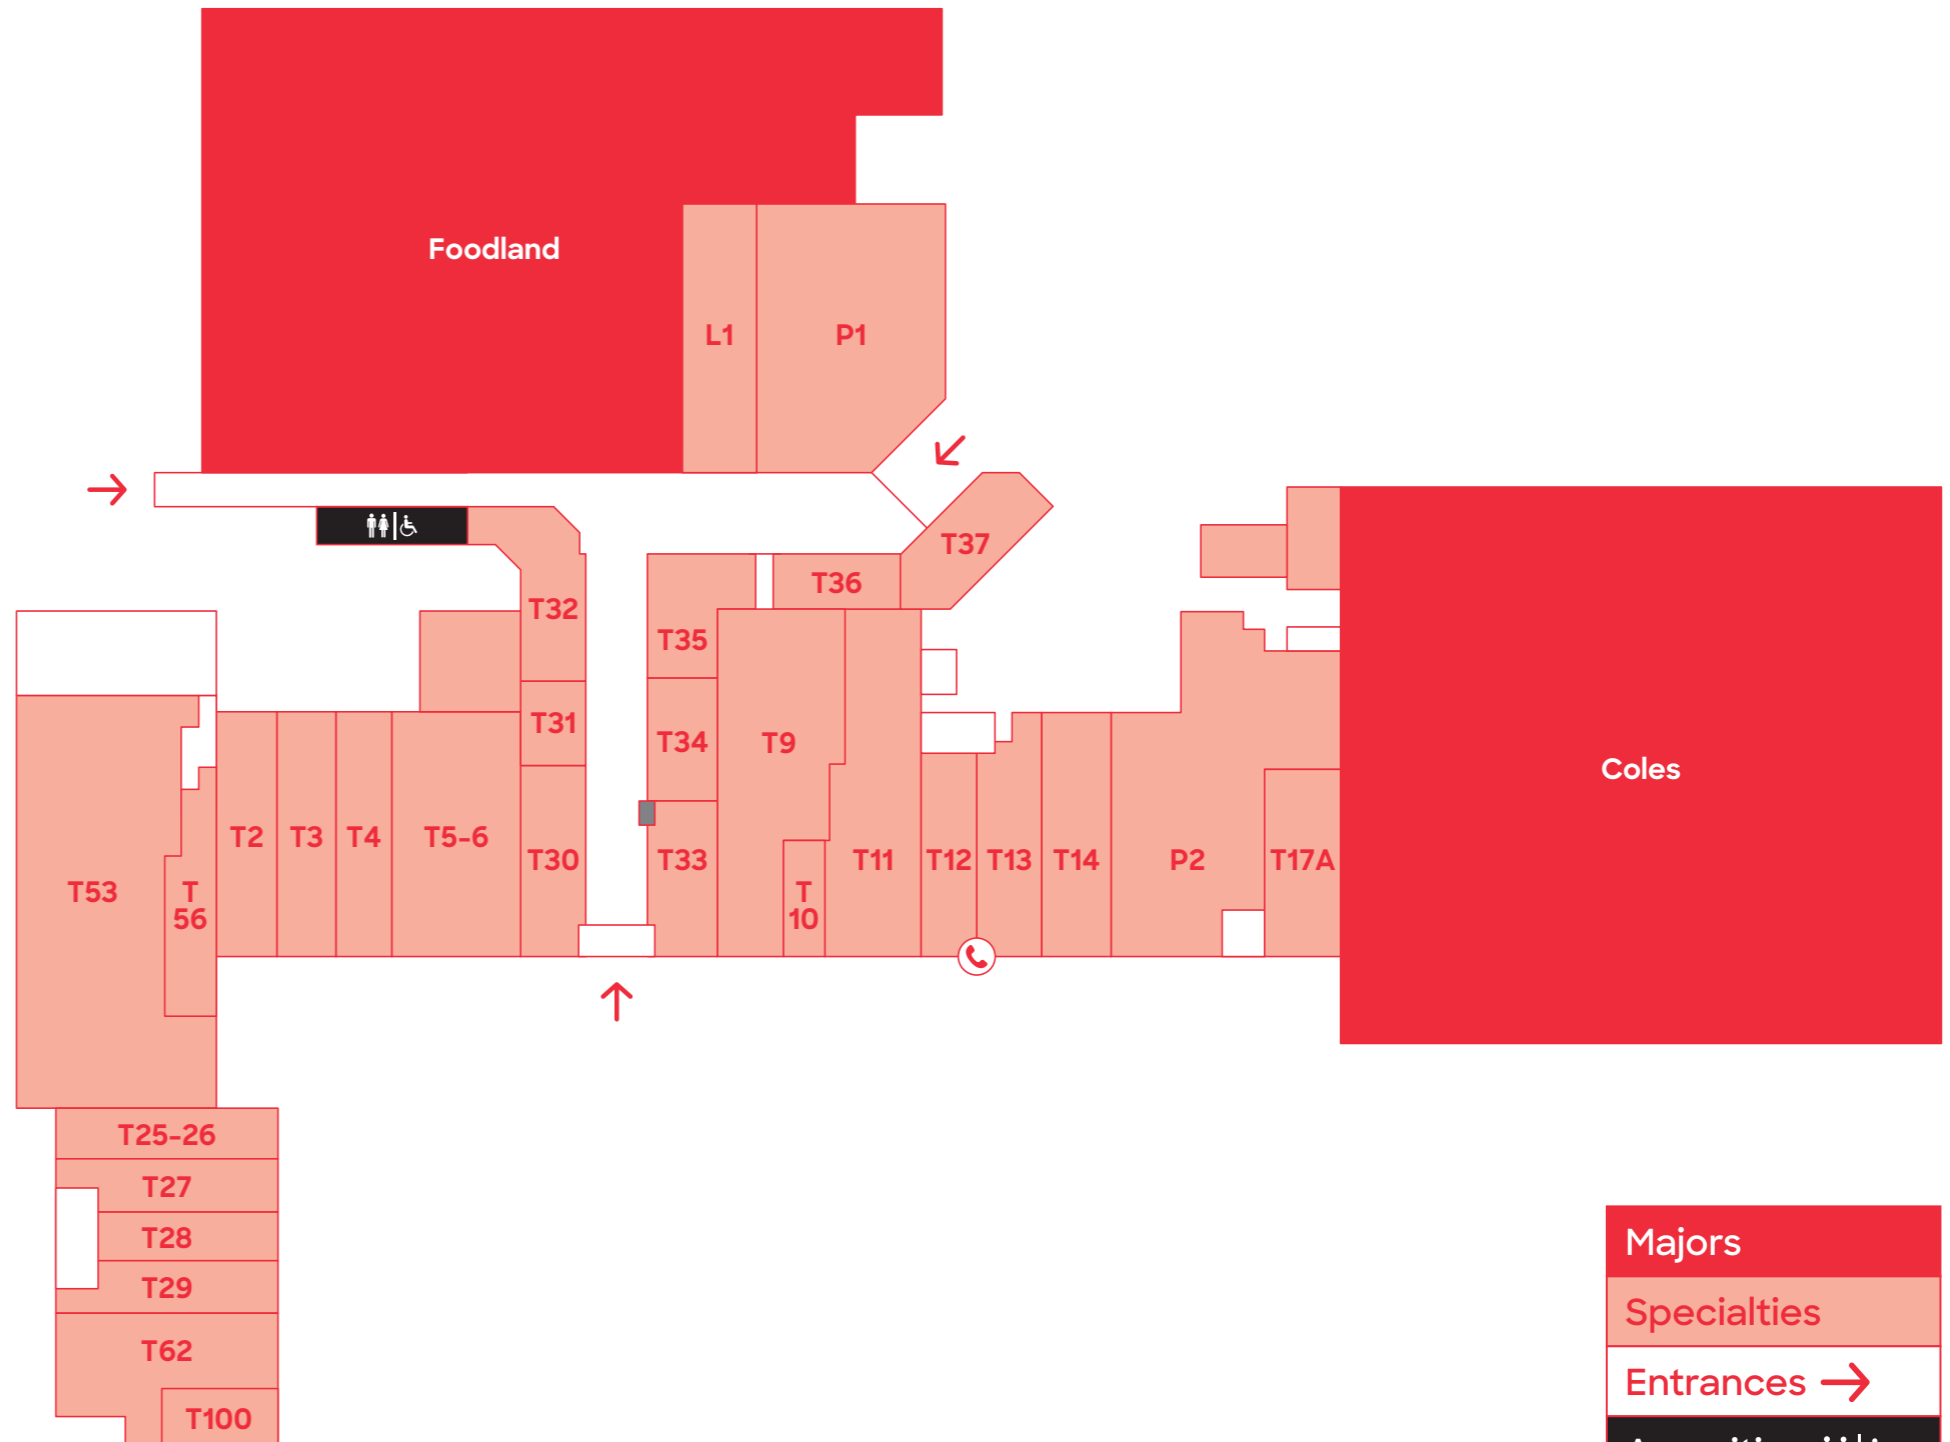 Foodland
L1
P1
T37
T36
T32
T35
T31
T34
T9
Coles
T2
T3
T4
T5-6
T30
T33
T11
T12
T13
T14
P2
T17A
T53
T
56
T
10
T25-26
T27
T28
T29
T62
T100
Majors
Specialties
Entrances